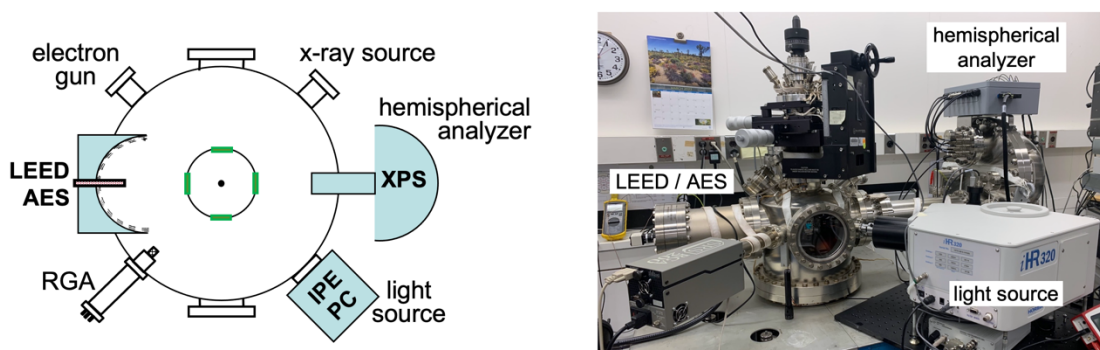 electron
gun
x-ray source
hemispherical
analyzer
LEED
AES
XPS
RGA
IPE
PC
light
source
hemispherical
analyzer
LEED / AES
iHR320
light source